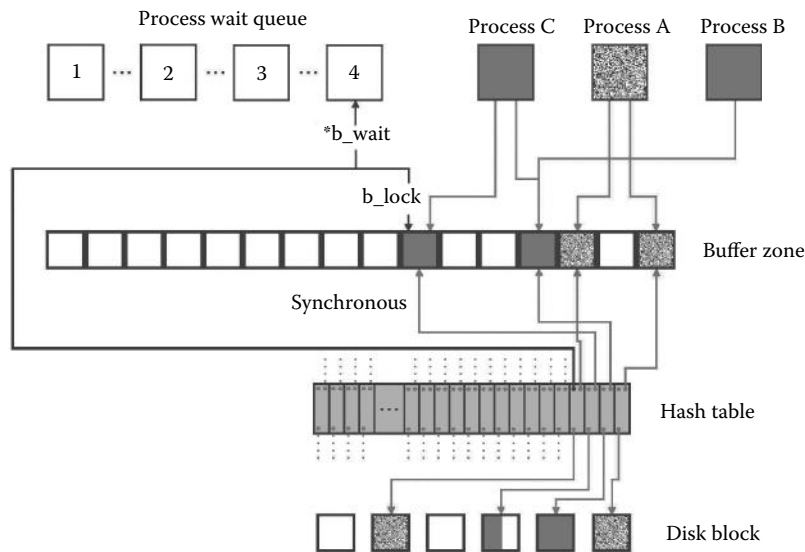 Process wait queue
Process C
Process A
Process B
1 ... 2 ... 3 ... 4
*b_wait
b_lock
Buffer zone
Synchronous
...
Hash table
Disk block